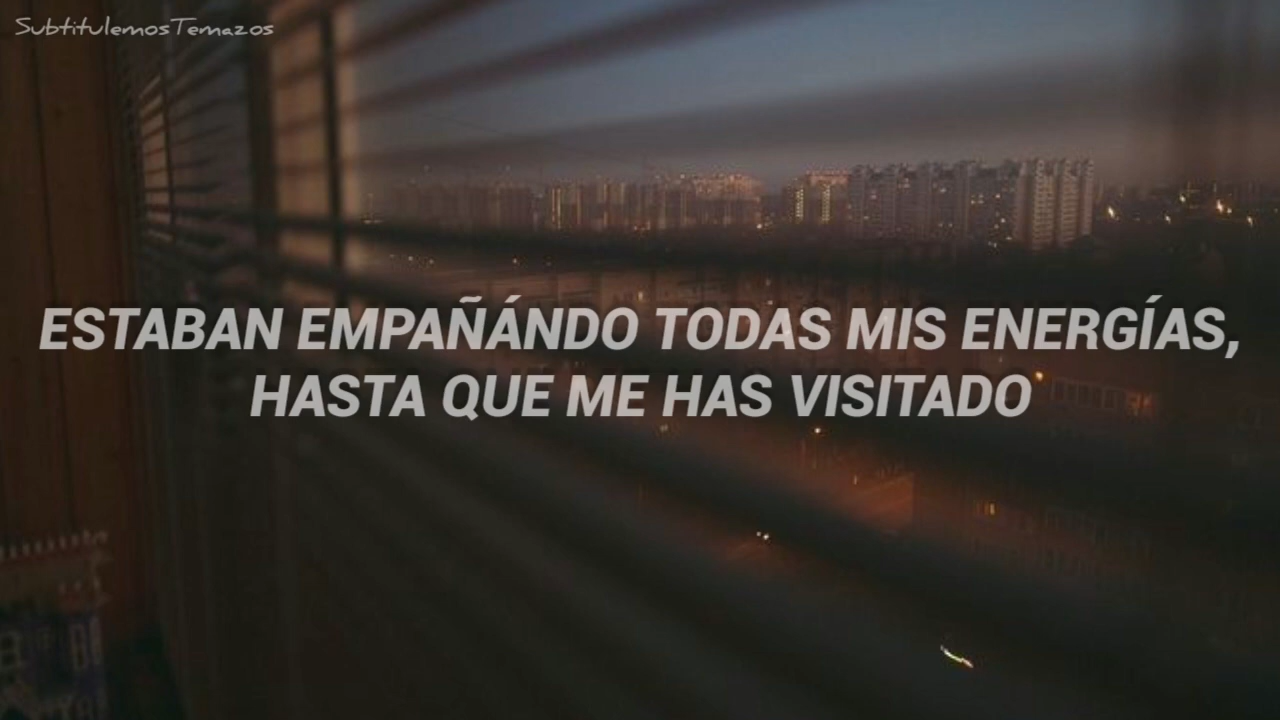 SubtitulemosTemazos
ESTABAN EMPAÑÁNDO TODAS MIS ENERGÍAS,
HASTA QUE ME HAS VISITADO